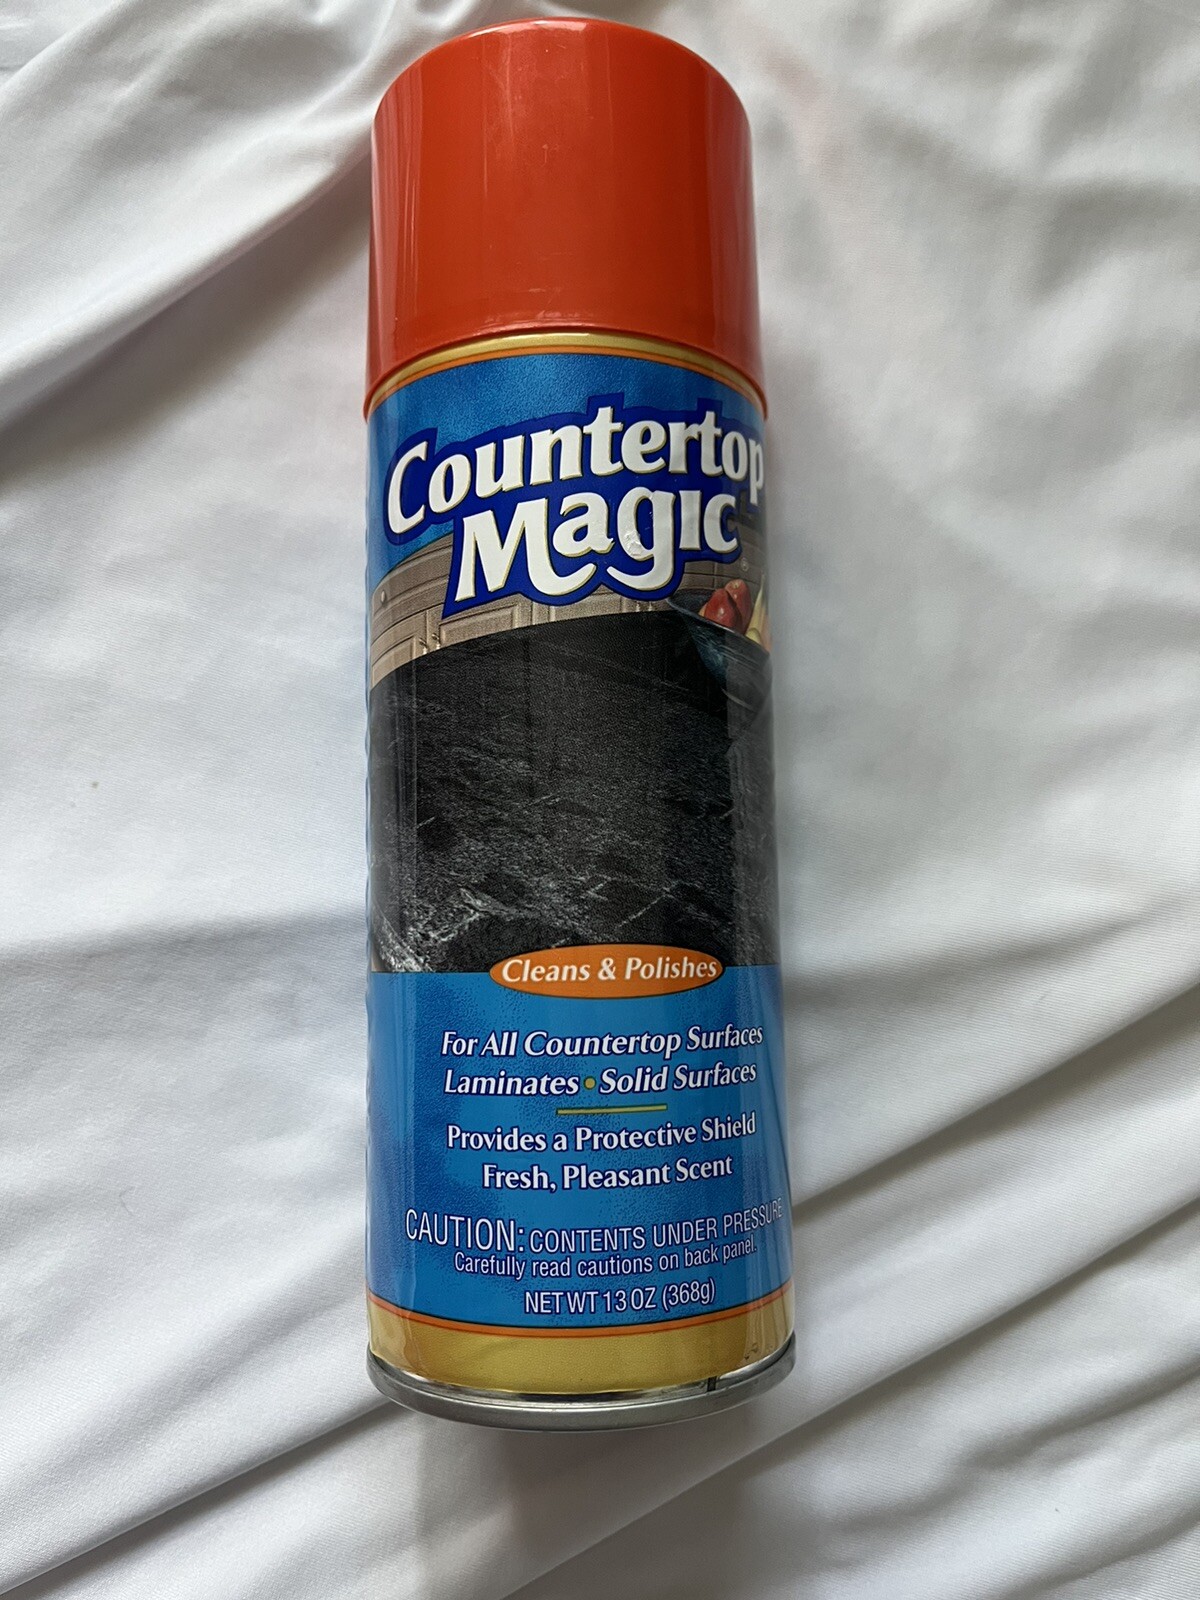 Countertop
Magic
Cleans & Polishes
For All Countertop Surfaces
Laminates • Solid Surfaces
Provides a Protective Shield
Fresh, Pleasant Scent
CAUTION: CONTENTS UNDER PRESSURE
Carefully read cautions on back panel.
NET WT 13 OZ (368g)